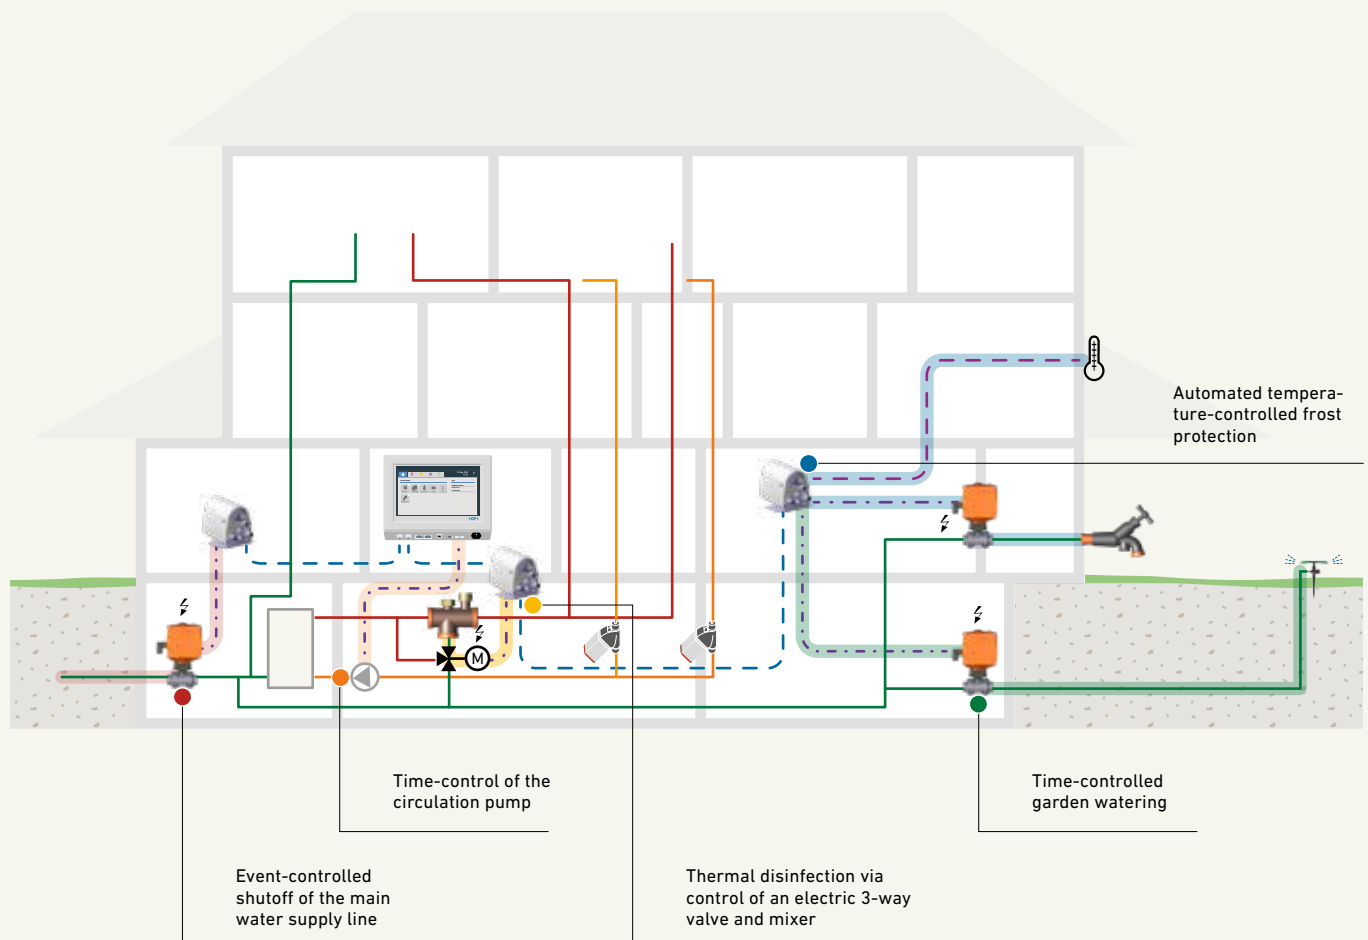 Automated tempera-
ture-controlled frost
protection
M
Time-control of the
circulation pump
Time-controlled
garden watering
Event-controlled
shutoff of the main
water supply line
Thermal disinfection via
control of an electric 3-way
valve and mixer